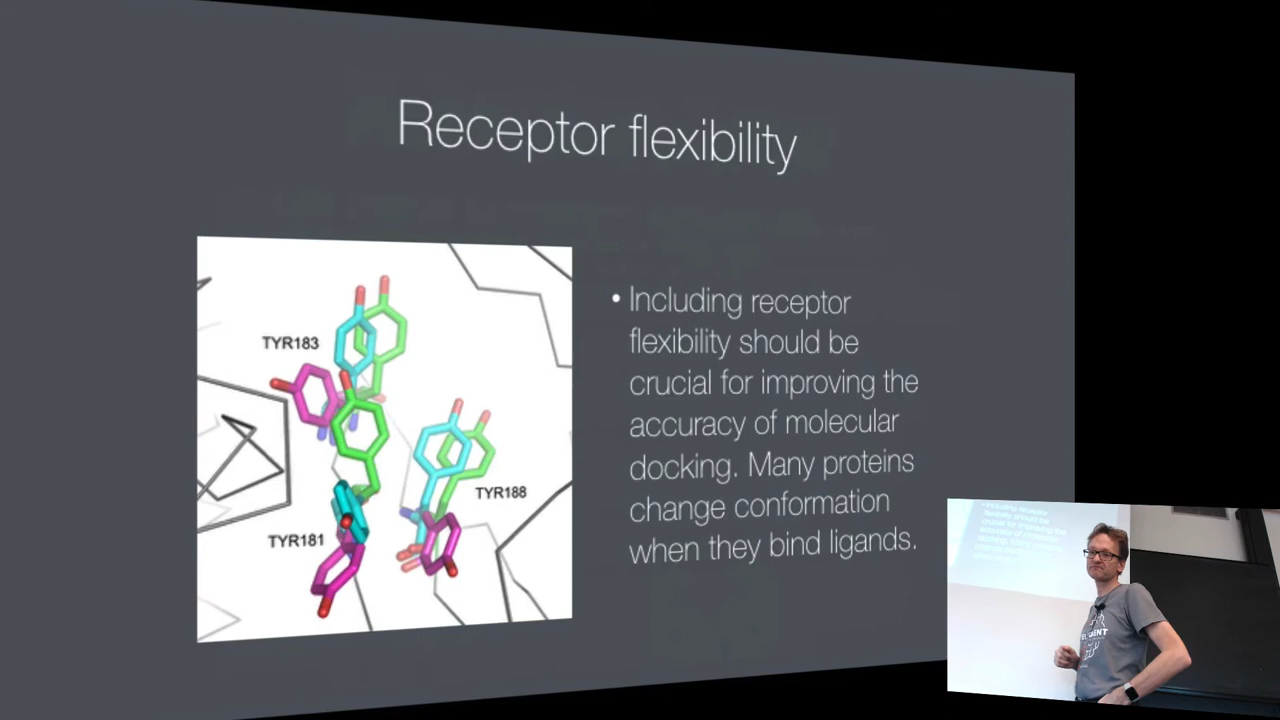 Receptor flexibility
TYR183
TYR188
TYR181
• Including receptor
flexibility should be
crucial for improving the
accuracy of molecular
docking. Many proteins
change conformation
when they bind ligands.